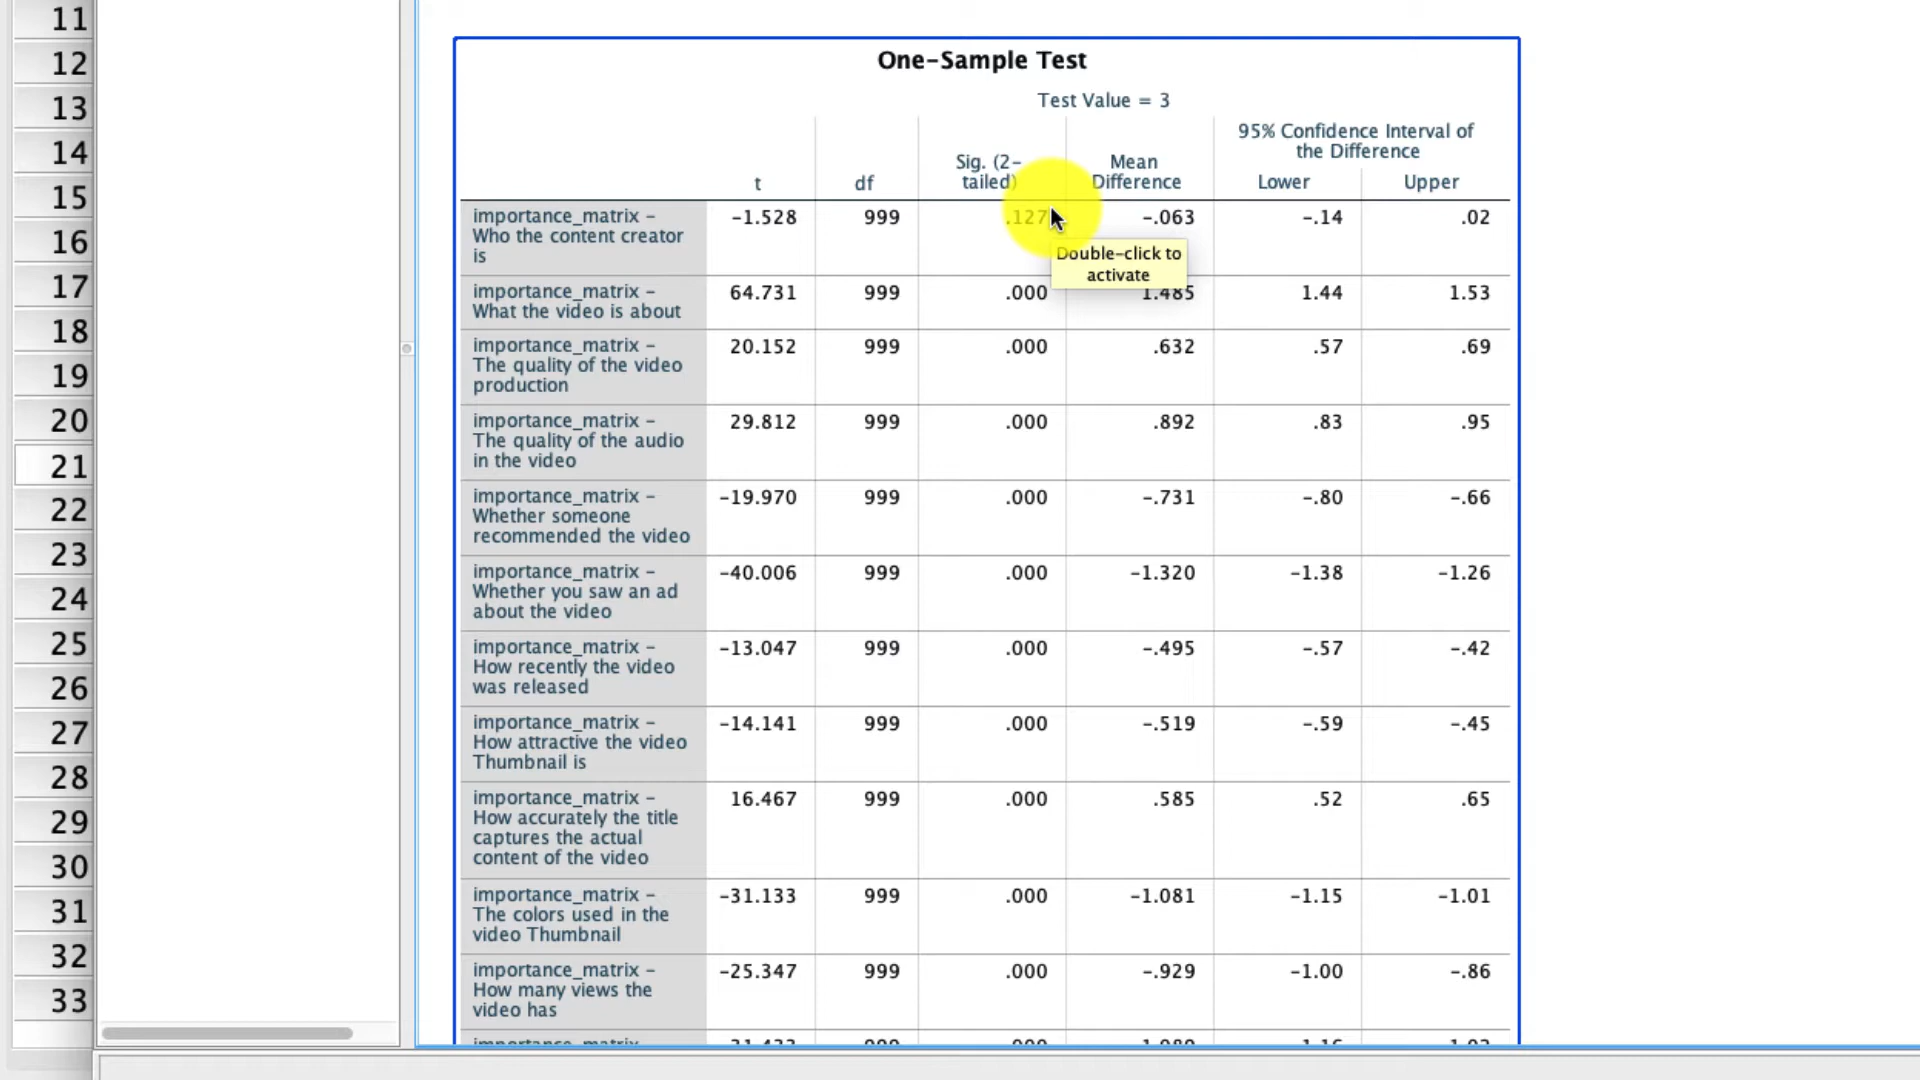 11
12
13
14
15
16
17
18
19
20
21
22
23
24
25
26
27
28
29
30
31
32
33
One-Sample Test
Test Value = 3
95% Confidence Interval of
the Difference
Sig. (2-
tailed)
Mean
Difference
t df Lower Upper
importance_matrix - -1.528 999 .127 -.063 -.14 .02
Who the content creator
is
Double-click to
activate
importance_matrix - 64.731 999 .000 1.485 1.44 1.53
What the video is about
importance_matrix - 20.152 999 .000 .632 .57 .69
The quality of the video
production
importance_matrix - 29.812 999 .000 .892 .83 .95
The quality of the audio
in the video
importance_matrix - -19.970 999 .000 -.731 -.80 -.66
Whether someone
recommended the video
importance_matrix - -40.006 999 .000 -1.320 -1.38 -1.26
Whether you saw an ad
about the video
importance_matrix - -13.047 999 .000 -.495 -.57 -.42
How recently the video
was released
importance_matrix - -14.141 999 .000 -.519 -.59 -.45
How attractive the video
Thumbnail is
importance_matrix - 16.467 999 .000 .585 .52 .65
How accurately the title
captures the actual
content of the video
importance_matrix - -31.133 999 .000 -1.081 -1.15 -1.01
The colors used in the
video Thumbnail
importance_matrix - -25.347 999 .000 -.929 -1.00 -.86
How many views the
video has